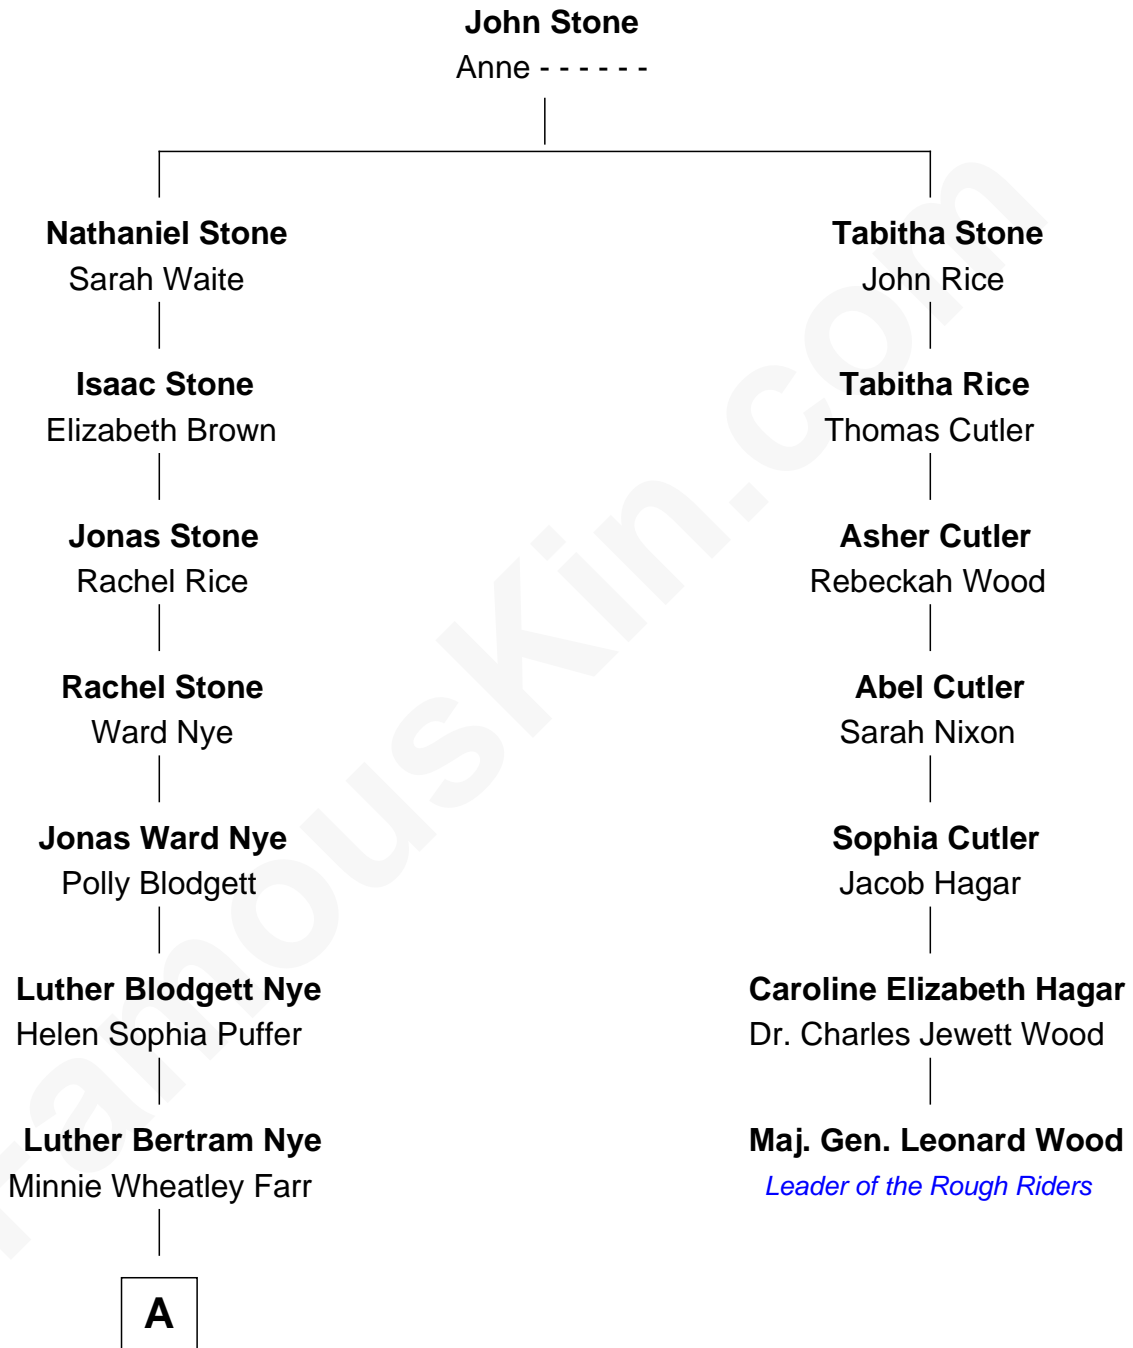 John Stone
Anne - - - - - -
Nathaniel Stone
Sarah Waite
Tabitha Stone
John Rice
Isaac Stone
Elizabeth Brown
Tabitha Rice
Thomas Cutler
Jonas Stone
Rachel Rice
Asher Cutler
Rebeckah Wood
Rachel Stone
Ward Nye
Abel Cutler
Sarah Nixon
Jonas Ward Nye
Polly Blodgett
Sophia Cutler
Jacob Hagar
Luther Blodgett Nye
Helen Sophia Puffer
Caroline Elizabeth Hagar
Dr. Charles Jewett Wood
Luther Bertram Nye
Minnie Wheatley Farr
Maj. Gen. Leonard Wood
Leader of the Rough Riders
A
FamousKin.com